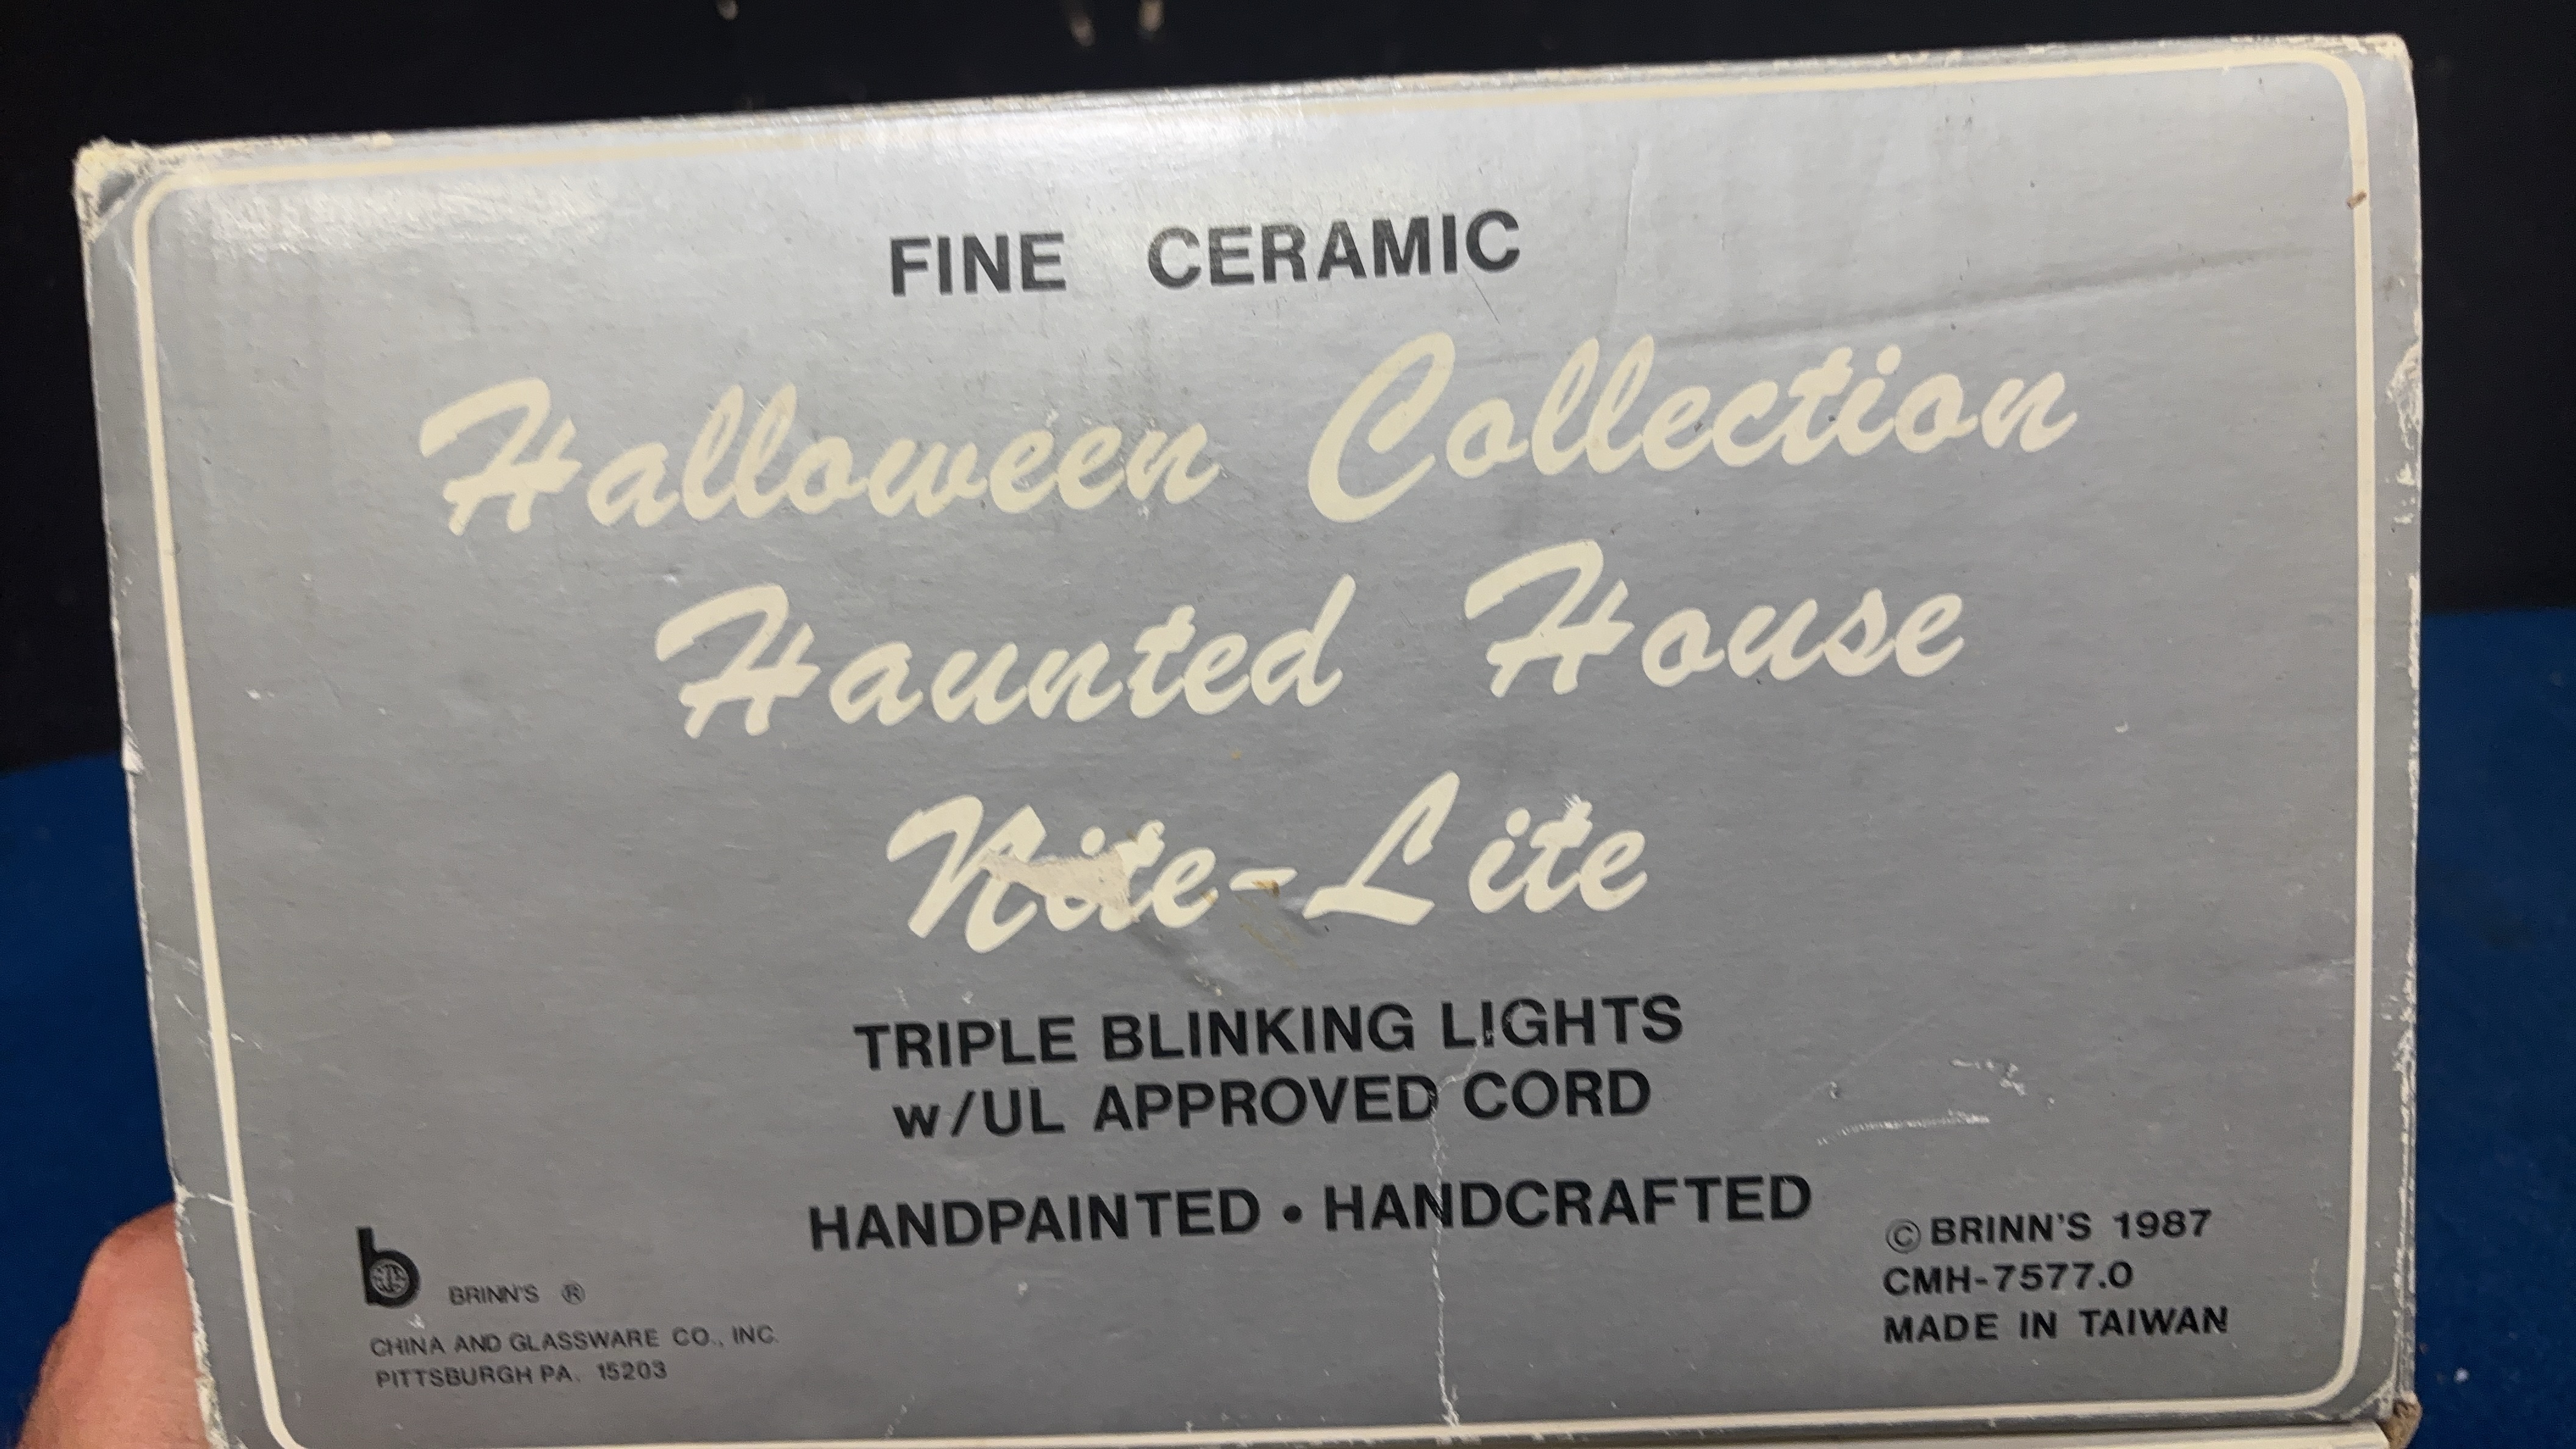 FINE CERAMIC
Halloween Collection
Haunted House
Nite-Lite
TRIPLE BLINKING LIGHTS
w/UL APPROVED CORD
HANDPAINTED • HANDCRAFTED
b BRINN'S ®
CHINA AND GLASSWARE CO., INC.
PITTSBURGH PA. 15203
© BRINN'S 1987
CMH-7577.0
MADE IN TAIWAN